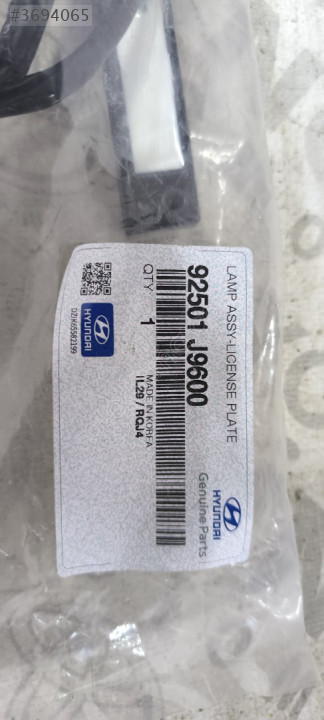 #3694065
LAMP ASSY-LICENSE PLATE
92501 J9600
QTY 1
MADE IN KOREA
IL29 / RQJ4
HYUNDAI
Genuine Parts
HYUNDAI